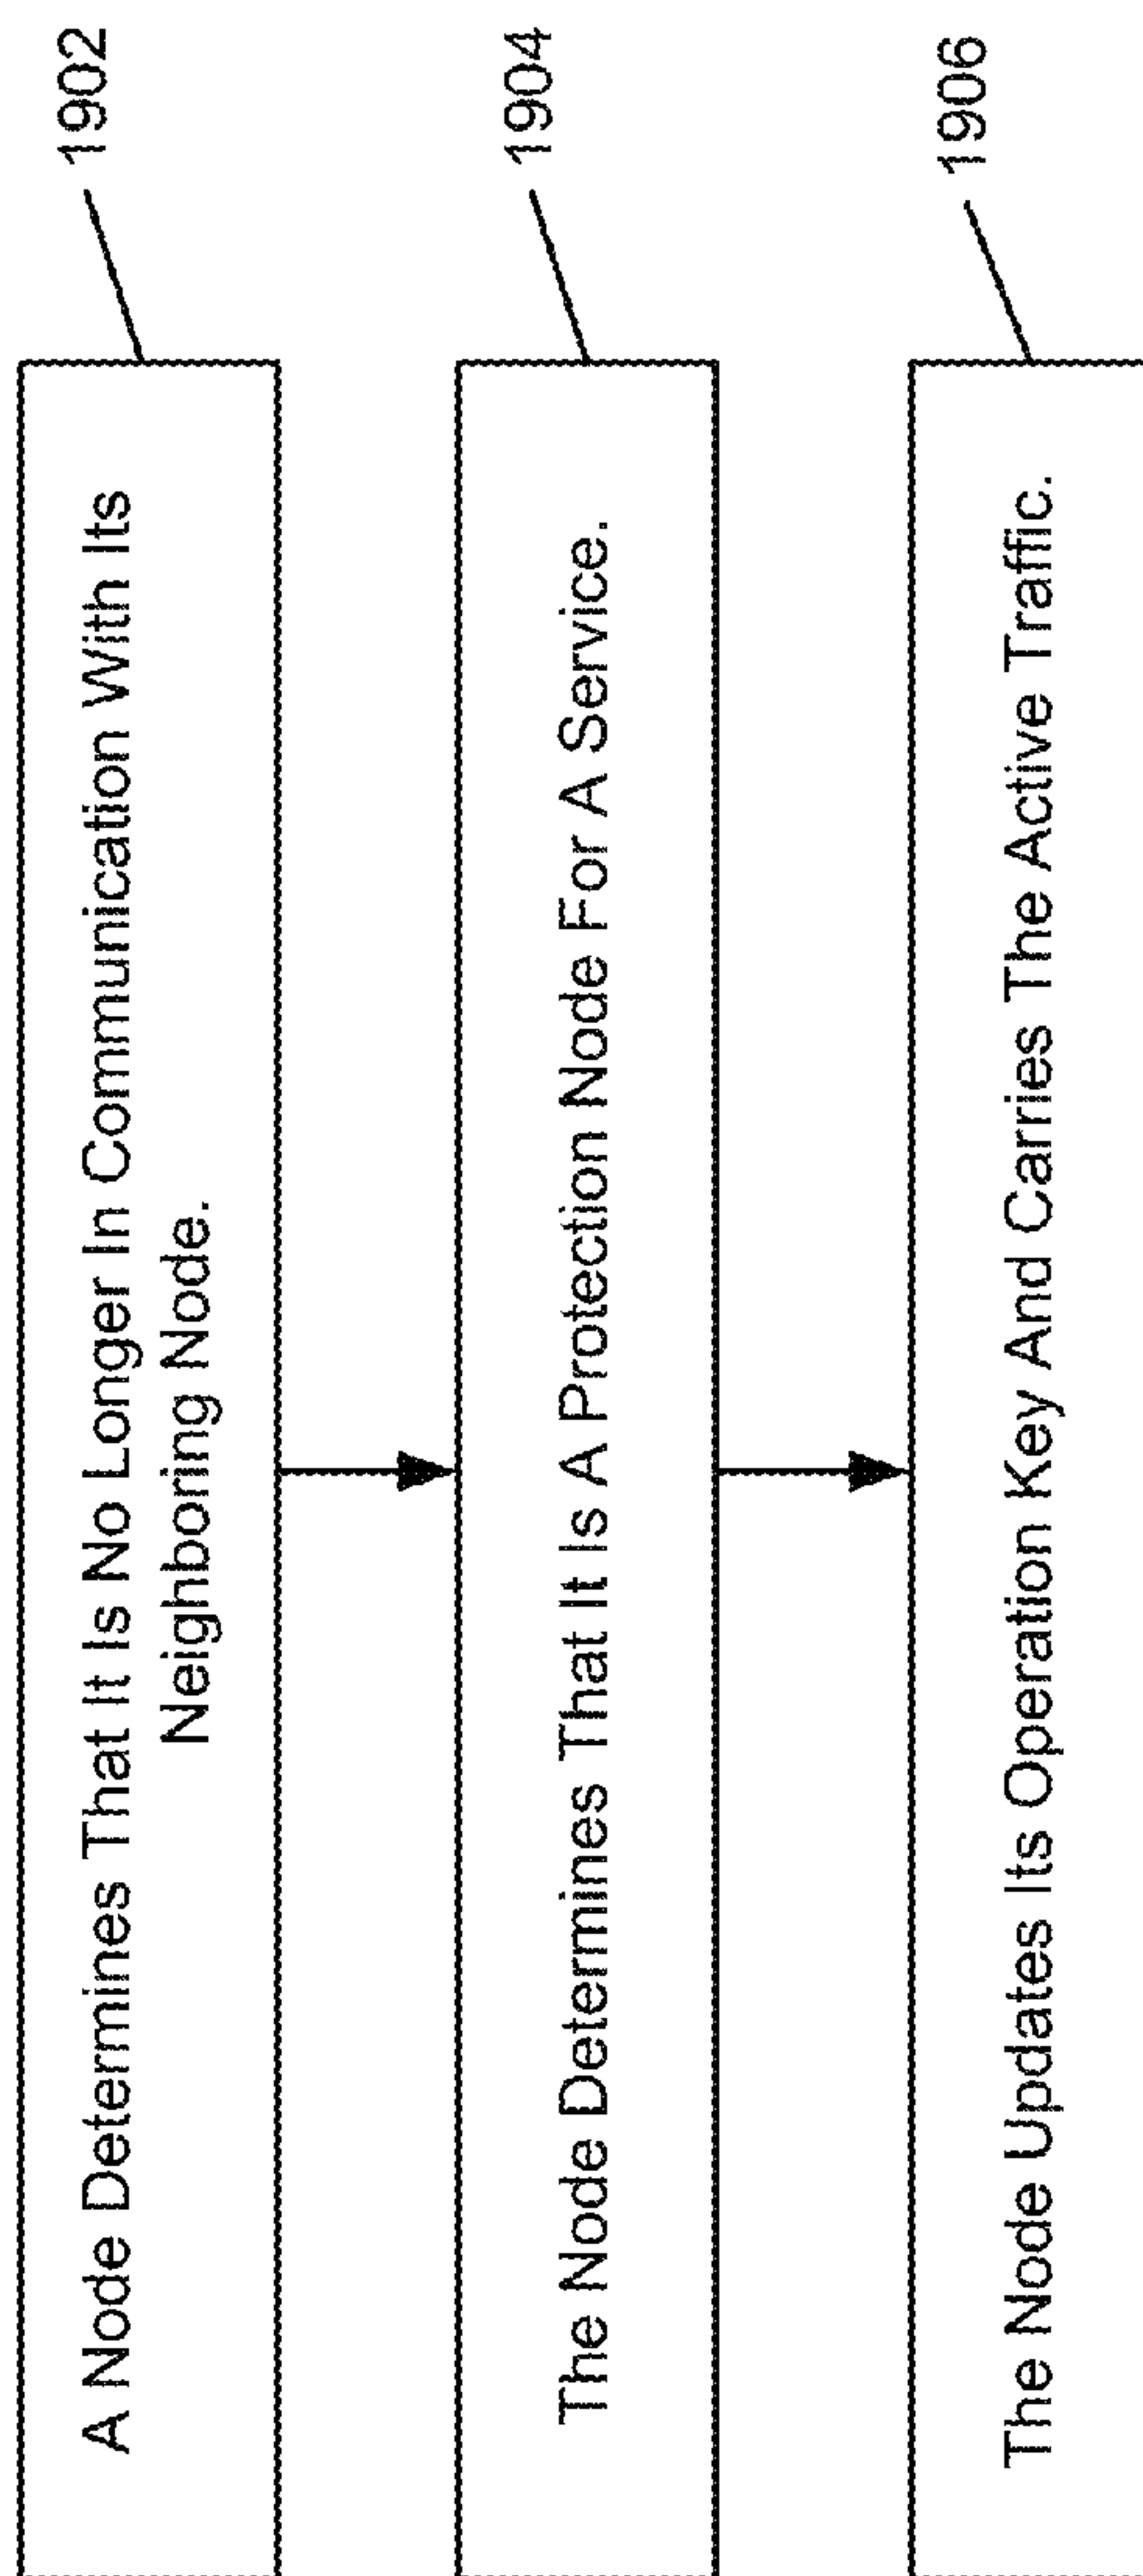 A Node Determines That It Is No Longer In Communication With Its
Neighboring Node.
1902
The Node Determines That It Is A Protection Node For A Service.
1904
The Node Updates Its Operation Key And Carries The Active Traffic.
1906